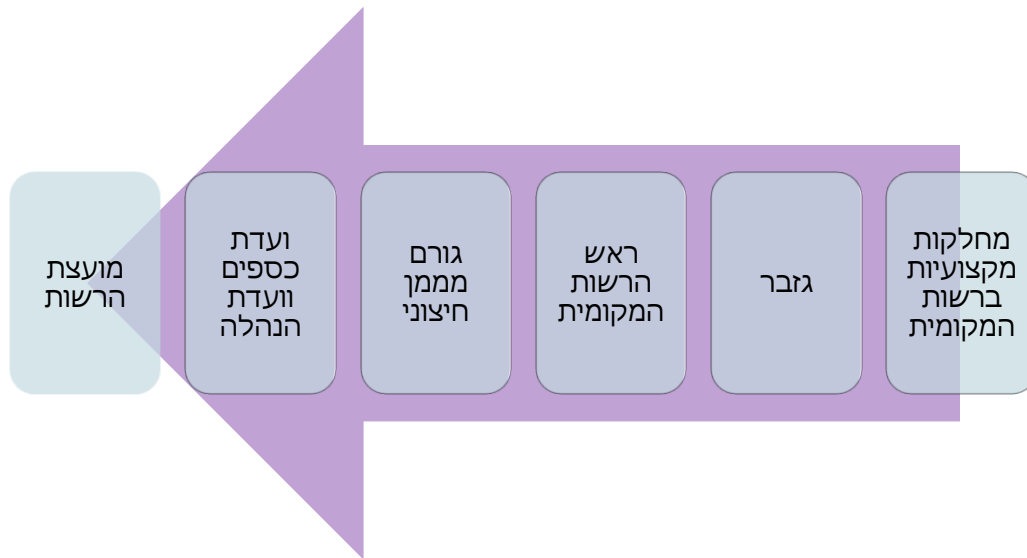 מחלקות
מקצועיות
ברשות
המקומית
גזבר
ראש
הרשות
המקומית
גורם
מממן
חיצוני
ועדת
כספים
וועדת
הנהלה
מועצת
הרשות